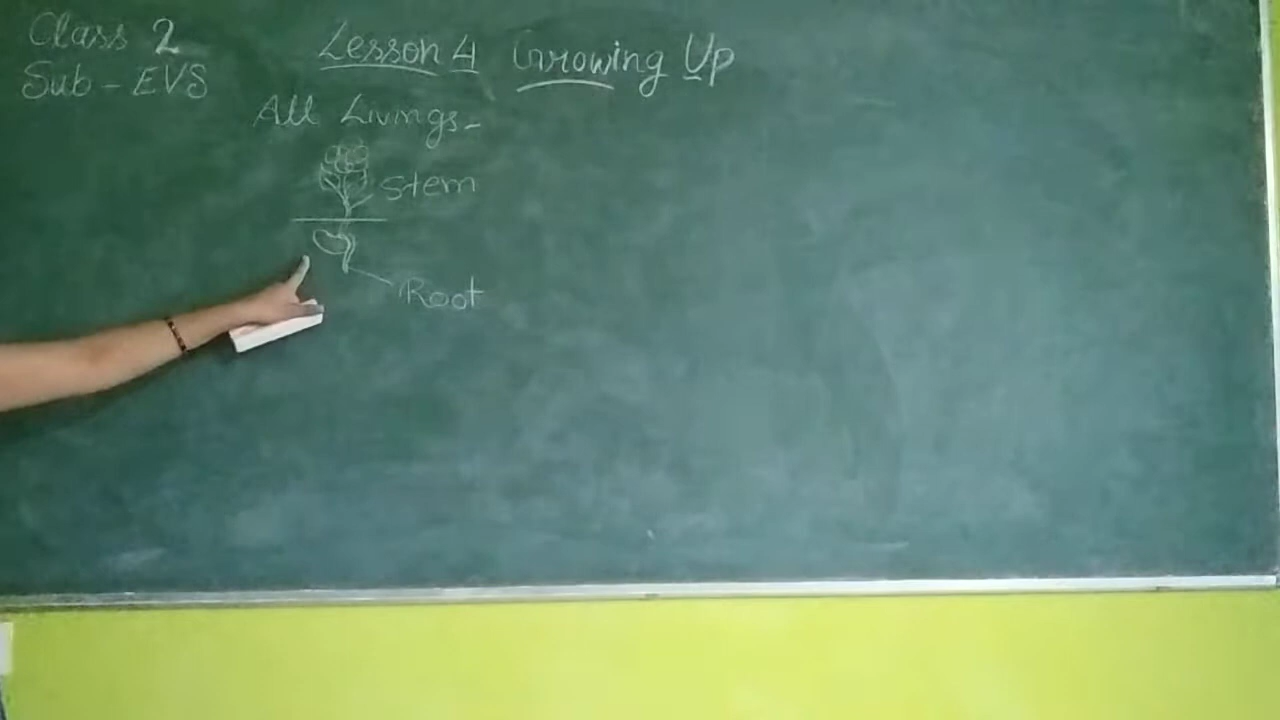 Class 2
Sub - EVS
Lesson 4 Growing Up
All Livings -
Stem
Root